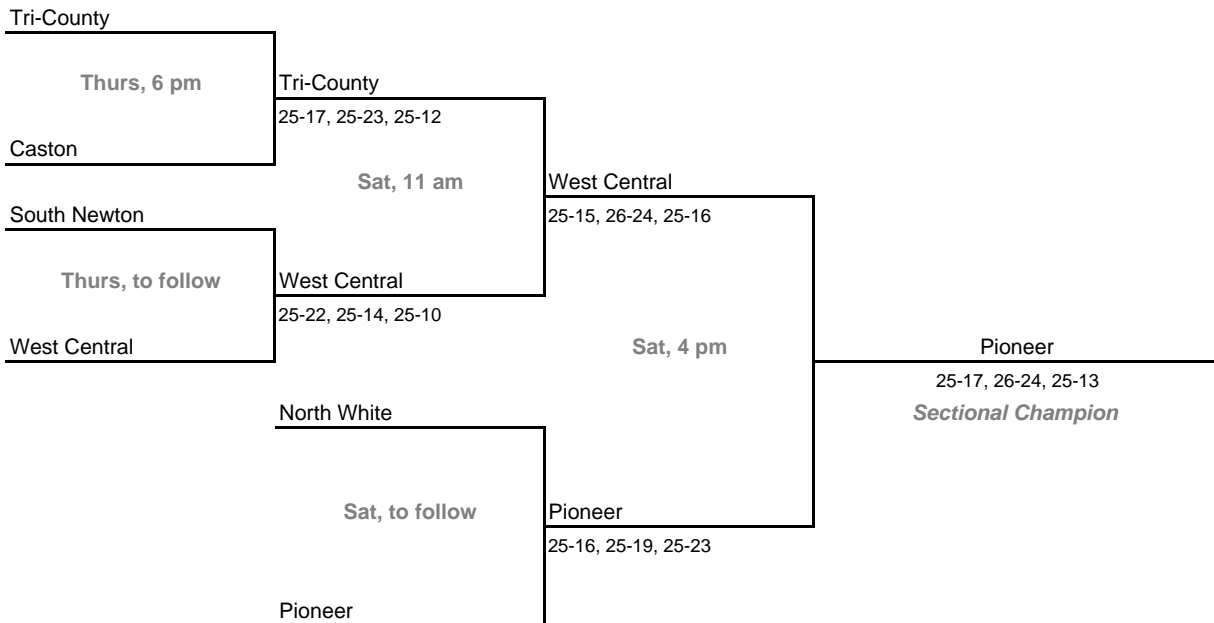 Tri-County
Thurs, 6 pm
Tri-County
25-17, 25-23, 25-12
Caston
Sat, 11 am
West Central
South Newton
25-15, 26-24, 25-16
Thurs, to follow
West Central
25-22, 25-14, 25-10
West Central
Sat, 4 pm
Pioneer
25-17, 26-24, 25-13
North White
Sectional Champion
Sat, to follow
Pioneer
25-16, 25-19, 25-23
Pioneer